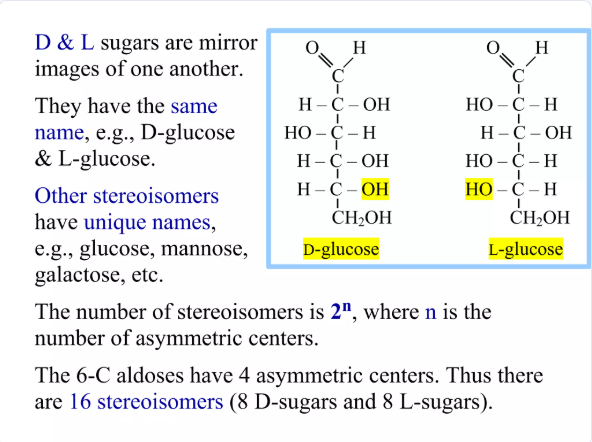 D & L sugars are mirror
images of one another.
They have the same
name, e.g., D-glucose
& L-glucose.
Other stereoisomers
have unique names,
e.g., glucose, mannose,
galactose, etc.
O H
C
H – C – OH
HO – C – H
H – C – OH
H – C – OH
CH₂OH
D-glucose
O H
C
HO – C – H
H – C – OH
HO – C – H
HO – C – H
CH₂OH
L-glucose
The number of stereoisomers is 2ⁿ, where n is the
number of asymmetric centers.
The 6-C aldoses have 4 asymmetric centers. Thus there
are 16 stereoisomers (8 D-sugars and 8 L-sugars).